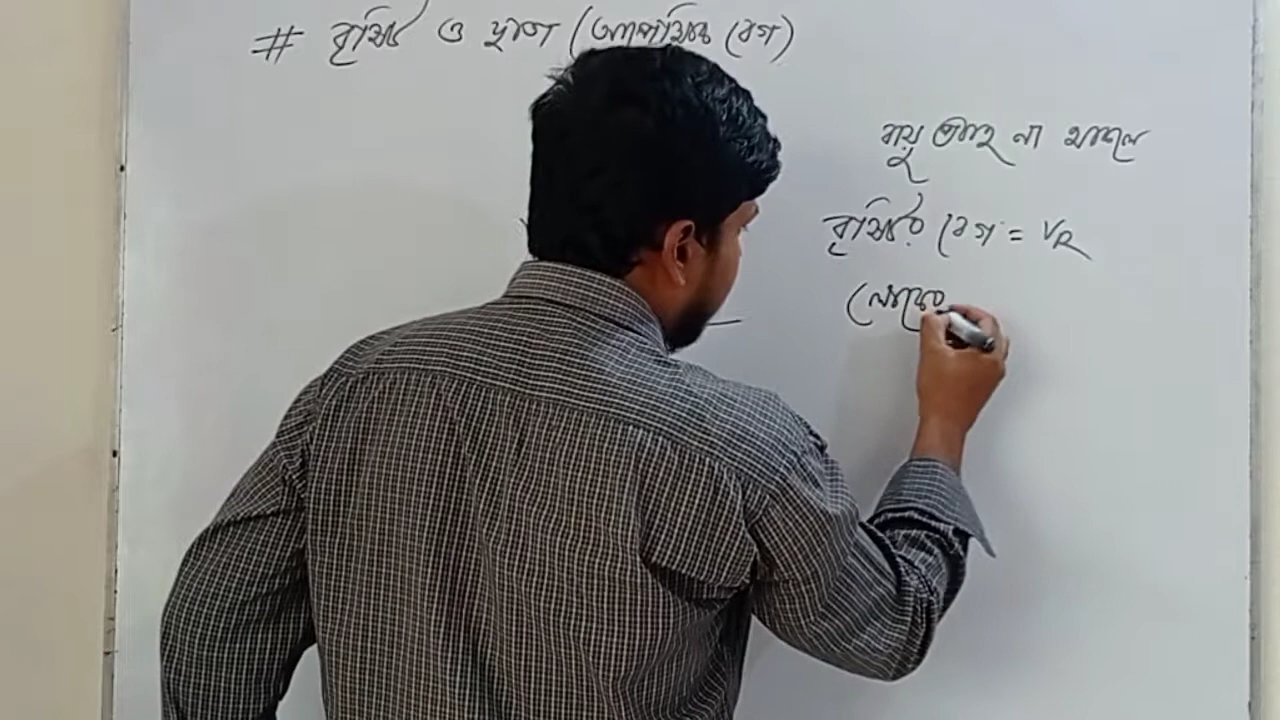 # বৃষ্টি ও ছাতা (আপেক্ষিক বেগ)
বায়ু প্রবাহ না থাকলে
বৃষ্টির বেগ = VR
লোকের